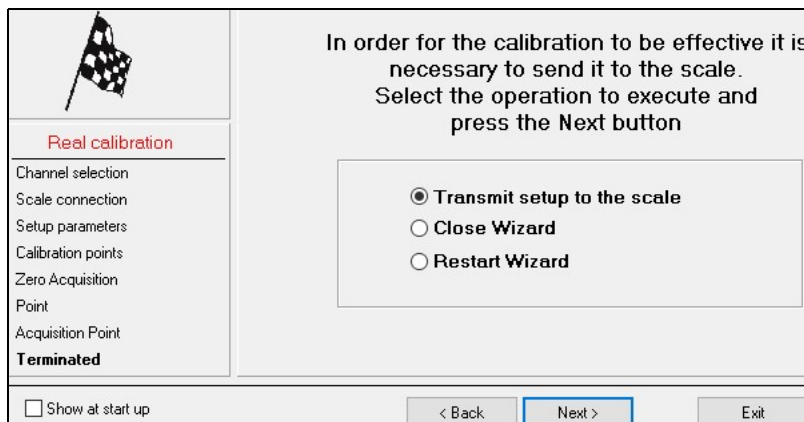 In order for the calibration to be effective it is
necessary to send it to the scale.
Select the operation to execute and
press the Next button
Real calibration
Channel selection
Scale connection
Setup parameters
Calibration points
Zero Acquisition
Point
Acquisition Point
Terminated
Transmit setup to the scale
Close Wizard
Restart Wizard
Show at start up
< Back
Next >
Exit